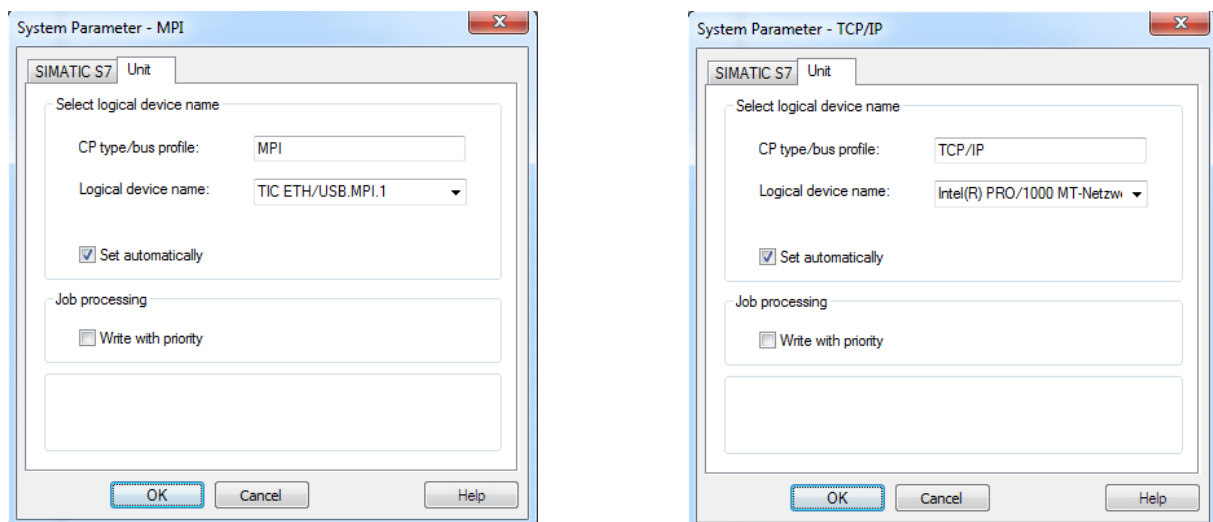 System Parameter - MPI
SIMATIC S7 Unit
Select logical device name
CP type/bus profile: MPI
Logical device name: TIC ETH/USB.MPI.1
Set automatically
Job processing
Write with priority
OK Cancel Help
System Parameter - TCP/IP
SIMATIC S7 Unit
Select logical device name
CP type/bus profile: TCP/IP
Logical device name: Intel(R) PRO/1000 MT-Netzw
Set automatically
Job processing
Write with priority
OK Cancel Help